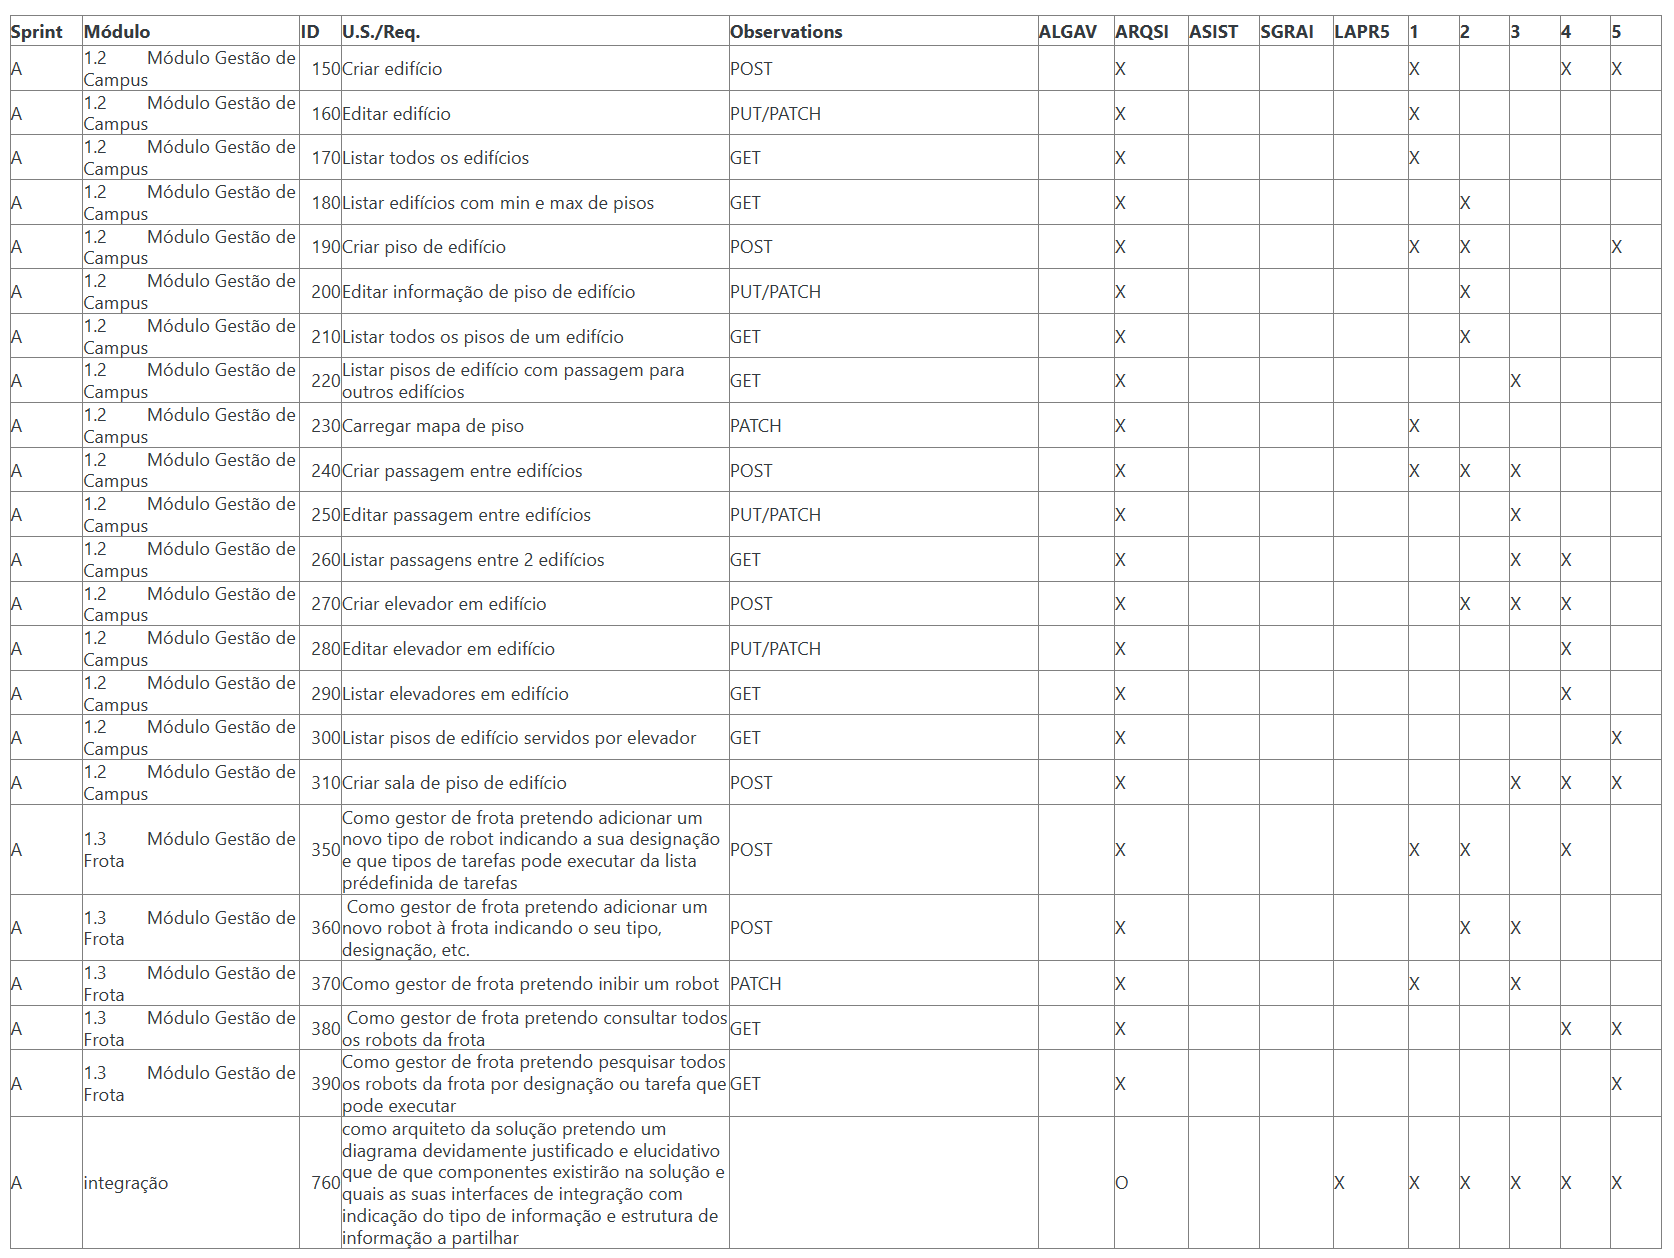 Sprint Módulo ID U.S./Req. Observations ALGAV ARQSI ASIST SGRAI LAPR5 1 2 3 4 5
A 1.2 Módulo Gestão de Campus 150 Criar edifício POST X X X X
A 1.2 Módulo Gestão de Campus 160 Editar edifício PUT/PATCH X X
A 1.2 Módulo Gestão de Campus 170 Listar todos os edifícios GET X X
A 1.2 Módulo Gestão de Campus 180 Listar edifícios com min e max de pisos GET X X
A 1.2 Módulo Gestão de Campus 190 Criar piso de edifício POST X X X X
A 1.2 Módulo Gestão de Campus 200 Editar informação de piso de edifício PUT/PATCH X X
A 1.2 Módulo Gestão de Campus 210 Listar todos os pisos de um edifício GET X X
A 1.2 Módulo Gestão de Campus 220 Listar pisos de edifício com passagem para
outros edifícios GET X X
A 1.2 Módulo Gestão de Campus 230 Carregar mapa de piso PATCH X X
A 1.2 Módulo Gestão de Campus 240 Criar passagem entre edifícios POST X X X X
A 1.2 Módulo Gestão de Campus 250 Editar passagem entre edifícios PUT/PATCH X X
A 1.2 Módulo Gestão de Campus 260 Listar passagens entre 2 edifícios GET X X X
A 1.2 Módulo Gestão de Campus 270 Criar elevador em edifício POST X X X X
A 1.2 Módulo Gestão de Campus 280 Editar elevador em edifício PUT/PATCH X X
A 1.2 Módulo Gestão de Campus 290 Listar elevadores em edifício GET X X
A 1.2 Módulo Gestão de Campus 300 Listar pisos de edifício servidos por elevador GET X X
A 1.2 Módulo Gestão de Campus 310 Criar sala de piso de edifício POST X X X X
A 1.3 Módulo Gestão de Frota 350 Como gestor de frota pretendo adicionar um
novo tipo de robot indicando a sua designação
e que tipos de tarefas pode executar da lista
prédefinida de tarefas POST X X X X
A 1.3 Módulo Gestão de Frota 360 Como gestor de frota pretendo adicionar um
novo robot à frota indicando o seu tipo,
designação, etc. POST X X X
A 1.3 Módulo Gestão de Frota 370 Como gestor de frota pretendo inibir um robot PATCH X X X
A 1.3 Módulo Gestão de Frota 380 Como gestor de frota pretendo consultar todos
os robots da frota GET X X X
A 1.3 Módulo Gestão de Frota 390 Como gestor de frota pretendo pesquisar todos
os robots da frota por designação ou tarefa que
pode executar GET X X
A integração 760 como arquiteto da solução pretendo um
diagrama devidamente justificado e elucidativo
que de que componentes existirão na solução e
quais as suas interfaces de integração com
indicação do tipo de informação e estrutura de
informação a partilhar O X X X X X X